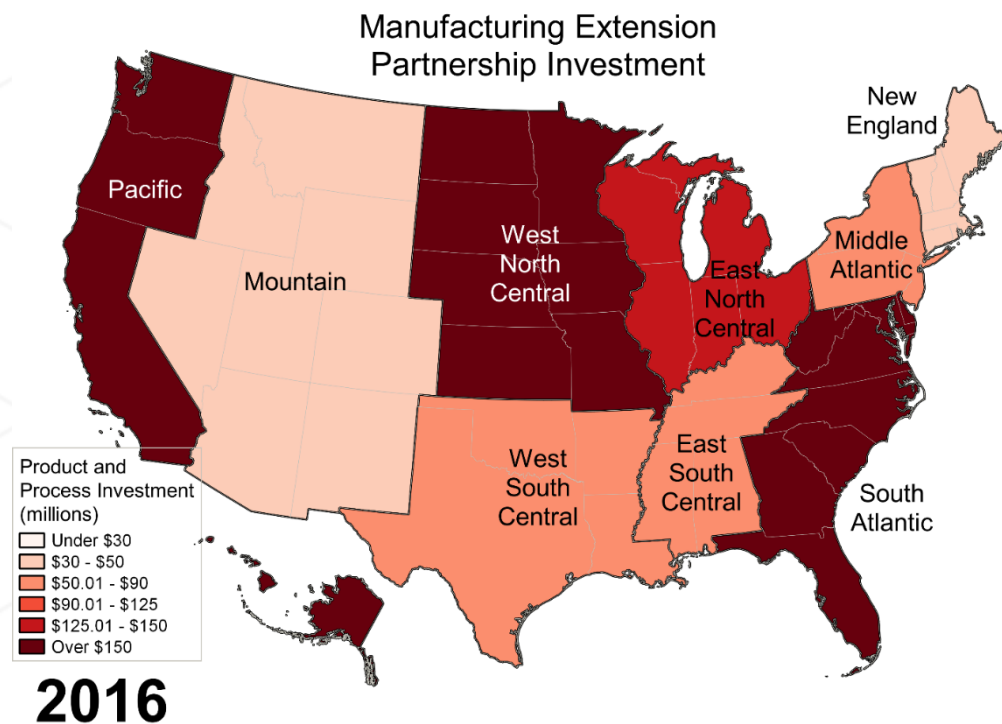 Manufacturing Extension
Partnership Investment
New
England
Pacific
West
North
Central
Middle
Atlantic
Mountain
East
North
Central
West
South
Central
East
South
Central
South
Atlantic
Product and
Process Investment
(millions)
Under $30
$30 - $50
$50.01 - $90
$90.01 - $125
$125.01 - $150
Over $150
2016